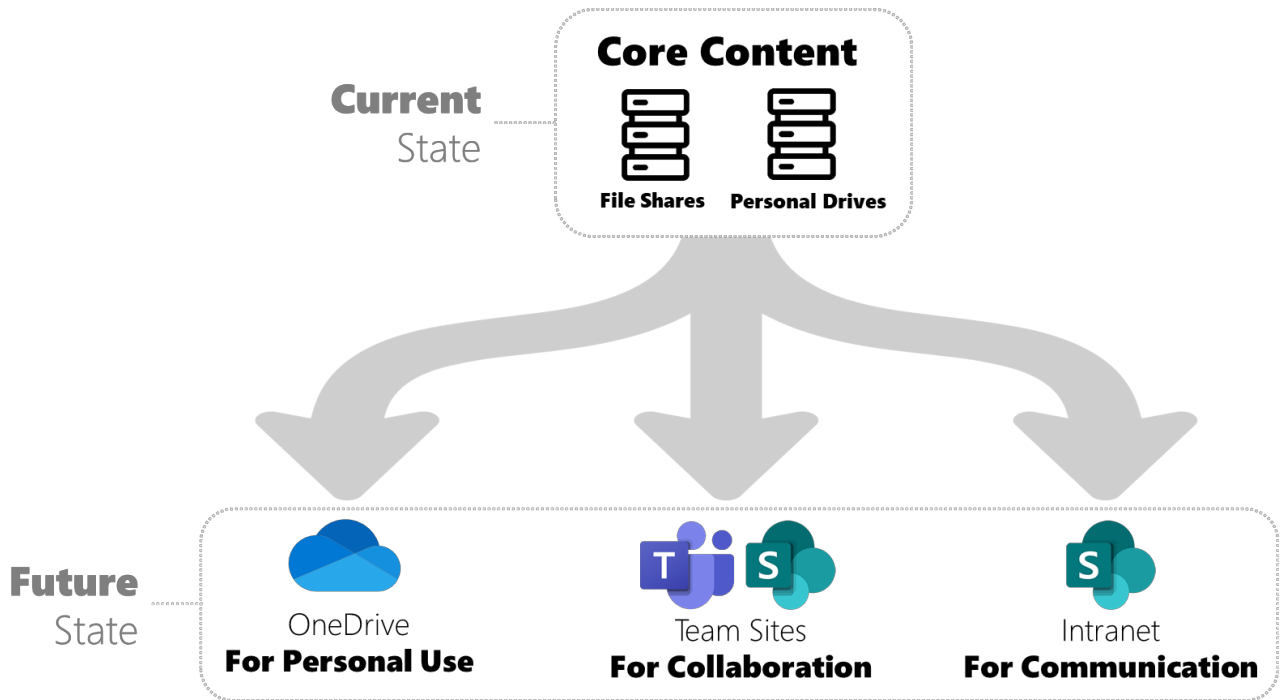 Core Content
Current
State
File Shares
Personal Drives
Future
State
T
S
S
OneDrive
For Personal Use
Team Sites
For Collaboration
Intranet
For Communication